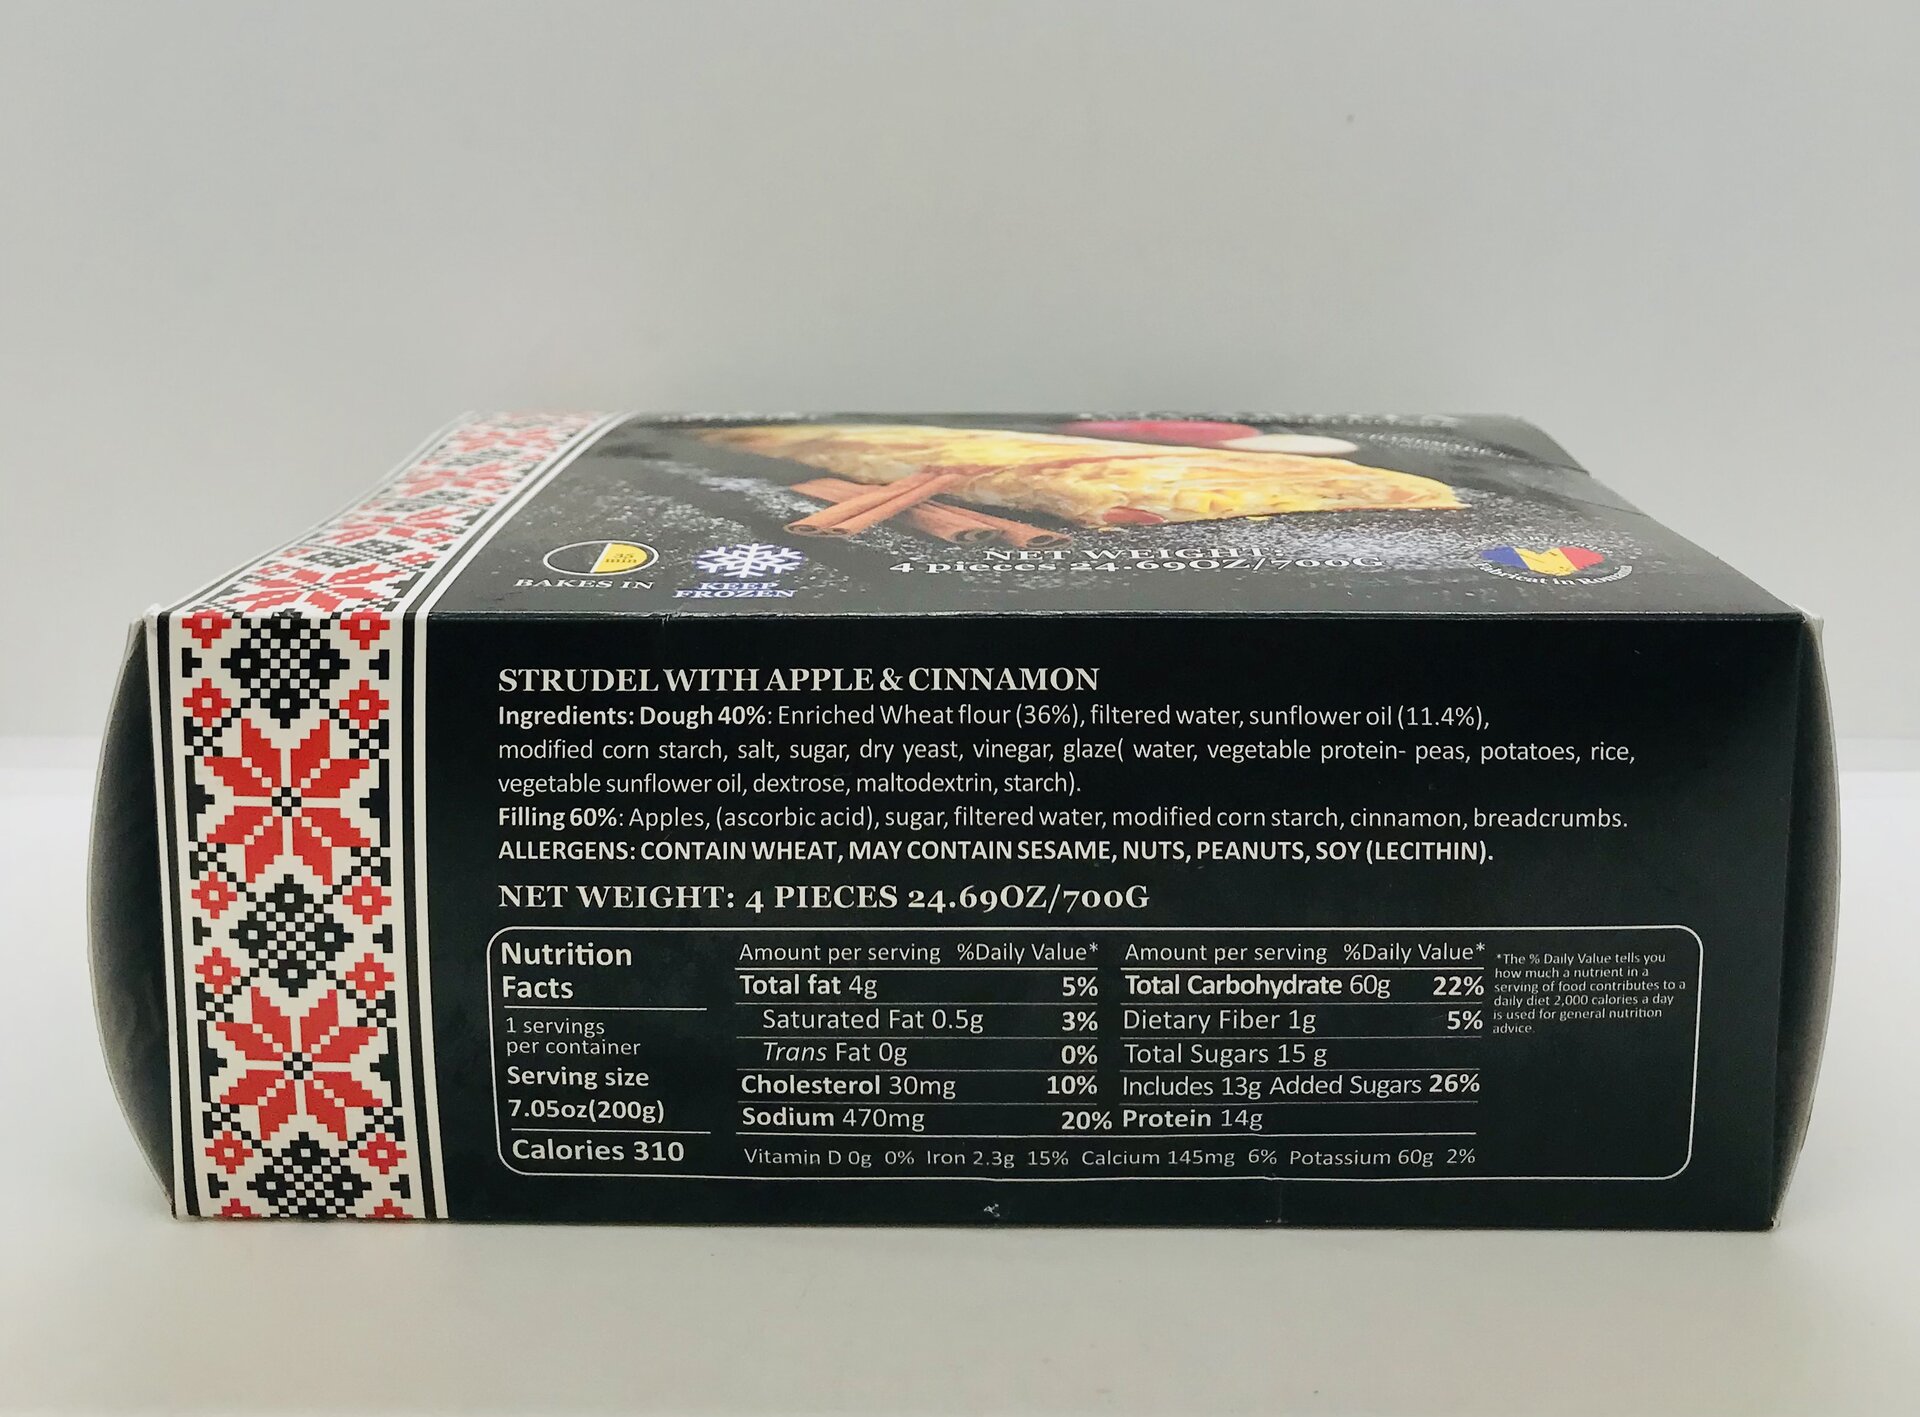 35
min
BAKES IN
KEEP
FROZEN
NET WEIGHT:
4 pieces 24.69OZ/700G
Fabricat in Romania
STRUDEL WITH APPLE & CINNAMON
Ingredients: Dough 40%: Enriched Wheat flour (36%), filtered water, sunflower oil (11.4%),
modified corn starch, salt, sugar, dry yeast, vinegar, glaze( water, vegetable protein- peas, potatoes, rice,
vegetable sunflower oil, dextrose, maltodextrin, starch).
Filling 60%: Apples, (ascorbic acid), sugar, filtered water, modified corn starch, cinnamon, breadcrumbs.
ALLERGENS: CONTAIN WHEAT, MAY CONTAIN SESAME, NUTS, PEANUTS, SOY (LECITHIN).
NET WEIGHT: 4 PIECES 24.69OZ/700G
Nutrition
Facts
1 servings
per container
Serving size
7.05oz(200g)
Calories 310
Amount per serving %Daily Value*
Total fat 4g 5%
Saturated Fat 0.5g 3%
Trans Fat 0g 0%
Cholesterol 30mg 10%
Sodium 470mg 20%
Amount per serving %Daily Value*
Total Carbohydrate 60g 22%
Dietary Fiber 1g 5%
Total Sugars 15 g
Includes 13g Added Sugars 26%
Protein 14g
Vitamin D 0g 0% Iron 2.3g 15% Calcium 145mg 6% Potassium 60g 2%
*The % Daily Value tells you
how much a nutrient in a
serving of food contributes to a
daily diet 2,000 calories a day
is used for general nutrition
advice.